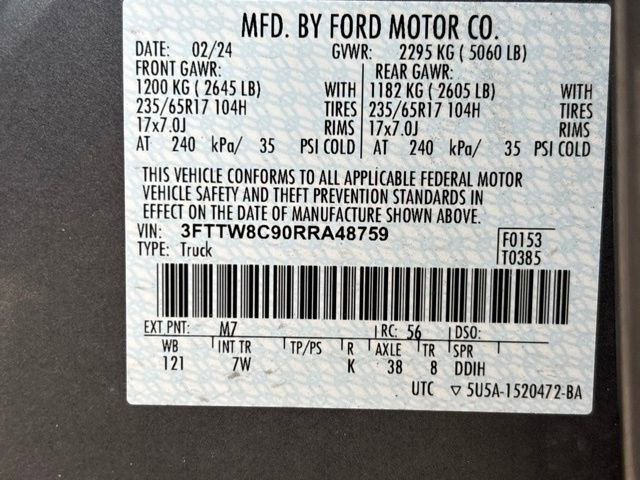 MFD. BY FORD MOTOR CO.
DATE: 02/24 GVWR: 2295 KG ( 5060 LB)
FRONT GAWR: REAR GAWR:
1200 KG ( 2645 LB) WITH 1182 KG ( 2605 LB) WITH
235/65R17 104H TIRES 235/65R17 104H TIRES
17x7.0J RIMS 17x7.0J RIMS
AT 240 kPa/ 35 PSI COLD AT 240 kPa/ 35 PSI COLD
THIS VEHICLE CONFORMS TO ALL APPLICABLE FEDERAL MOTOR
VEHICLE SAFETY AND THEFT PREVENTION STANDARDS IN
EFFECT ON THE DATE OF MANUFACTURE SHOWN ABOVE.
VIN: 3FTTW8C90RRA48759 F0153
TYPE: Truck T0385
EXT PNT: M7 RC: 56 DSO:
WB INT TR TP/PS R AXLE TR SPR
121 7W K 38 8 DDIH
UTC ▽ 5U5A-1520472-BA